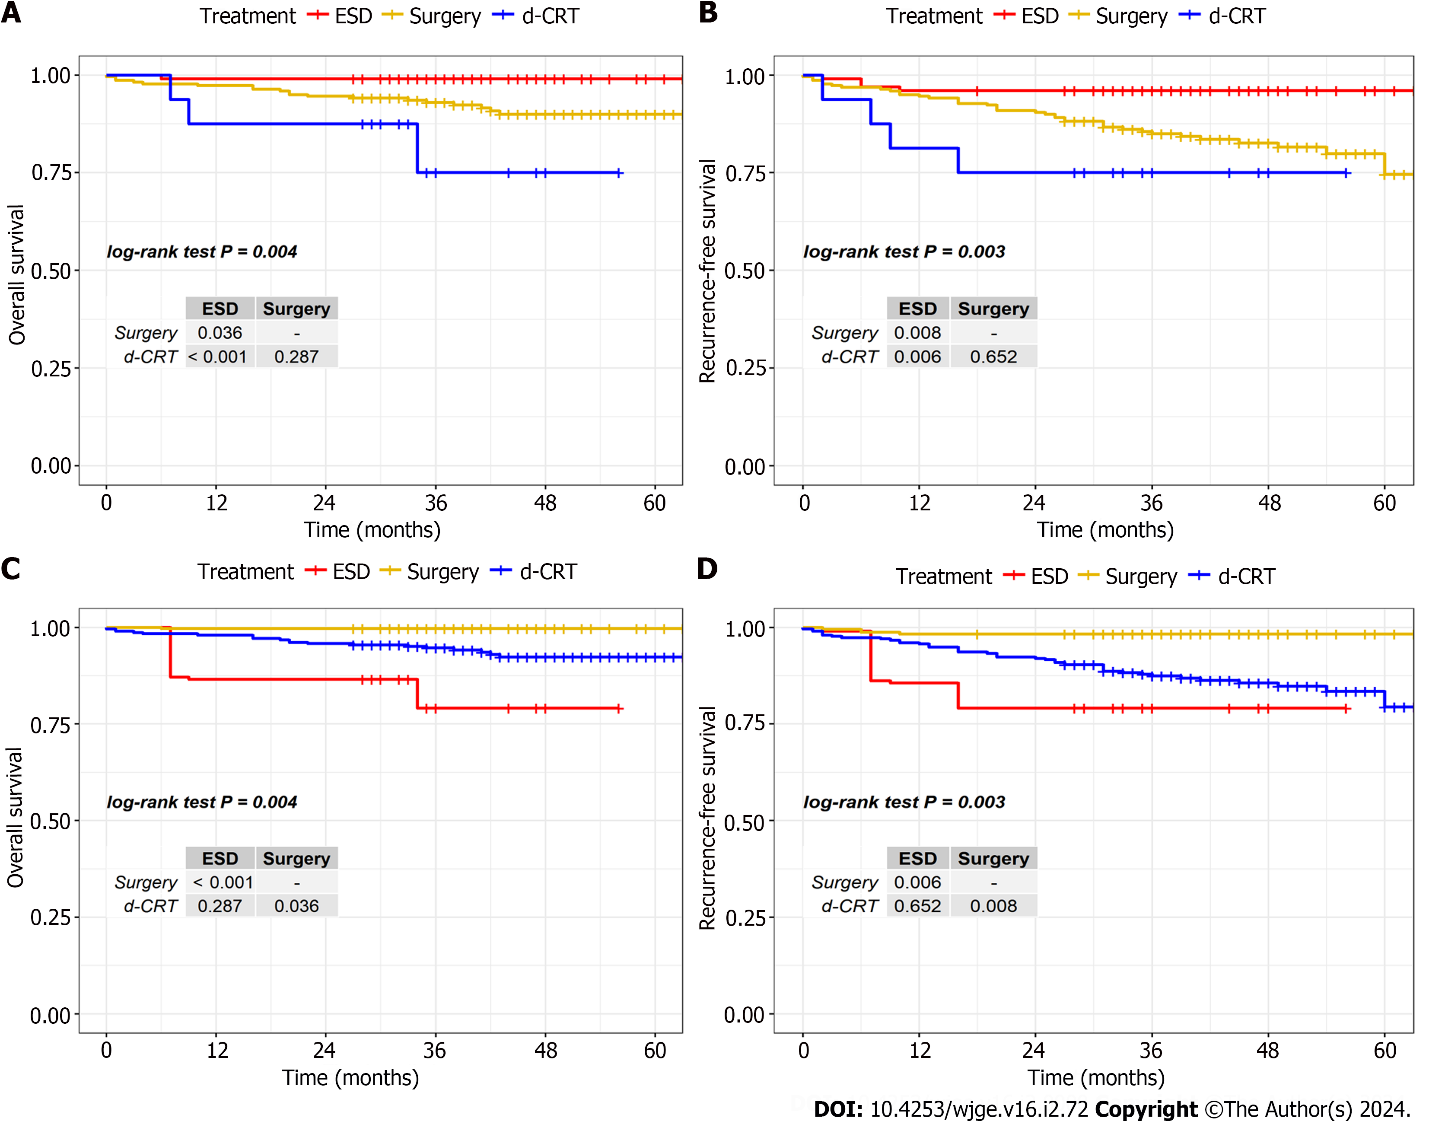 A
Treatment ESD Surgery d-CRT
Overall survival
1.00
0.75
0.50
0.25
0.00
log-rank test P = 0.004
ESD Surgery
Surgery 0.036 -
d-CRT < 0.001 0.287
0 12 24 36 48 60
Time (months)
B
Treatment ESD Surgery d-CRT
Recurrence-free survival
1.00
0.75
0.50
0.25
0.00
log-rank test P = 0.003
ESD Surgery
Surgery 0.008 -
d-CRT 0.006 0.652
0 12 24 36 48 60
Time (months)
C
Treatment ESD Surgery d-CRT
Overall survival
1.00
0.75
0.50
0.25
0.00
log-rank test P = 0.004
ESD Surgery
Surgery < 0.001 -
d-CRT 0.287 0.036
0 12 24 36 48 60
Time (months)
D
Treatment ESD Surgery d-CRT
Recurrence-free survival
1.00
0.75
0.50
0.25
0.00
log-rank test P = 0.003
ESD Surgery
Surgery 0.006 -
d-CRT 0.652 0.008
0 12 24 36 48 60
Time (months)
DOI: 10.4253/wjge.v16.i2.72 Copyright ©The Author(s) 2024.